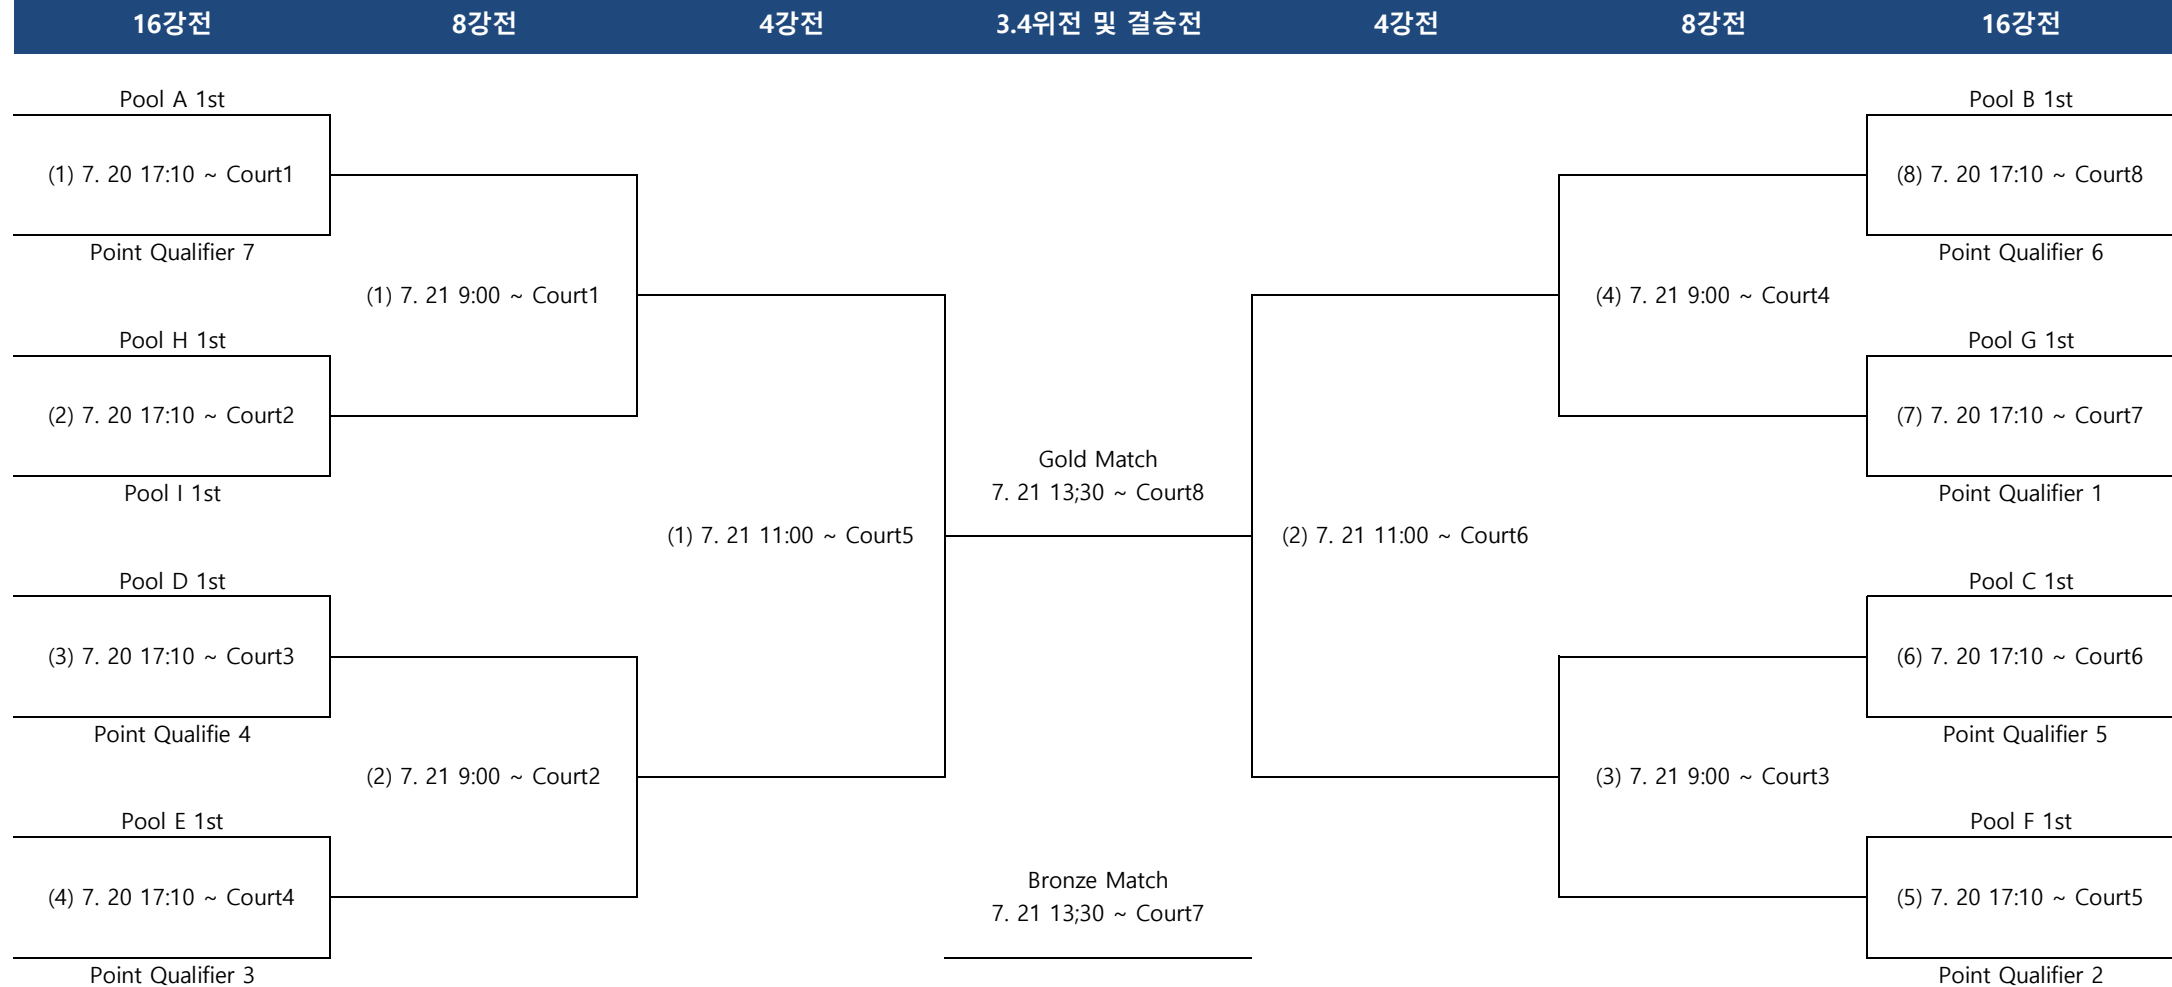 16강전 8강전 4강전 3.4위전 및 결승전 4강전 8강전 16강전
Pool A 1st Pool B 1st
(1) 7. 20 17:10 ~ Court1 (8) 7. 20 17:10 ~ Court8
Point Qualifier 7 Point Qualifier 6
(1) 7. 21 9:00 ~ Court1 (4) 7. 21 9:00 ~ Court4
Pool H 1st Pool G 1st
(2) 7. 20 17:10 ~ Court2 (7) 7. 20 17:10 ~ Court7
Gold Match
7. 21 13;30 ~ Court8
Pool I 1st Point Qualifier 1
(1) 7. 21 11:00 ~ Court5 (2) 7. 21 11:00 ~ Court6
Pool D 1st Pool C 1st
(3) 7. 20 17:10 ~ Court3 (6) 7. 20 17:10 ~ Court6
Point Qualifie 4 Point Qualifier 5
(2) 7. 21 9:00 ~ Court2 (3) 7. 21 9:00 ~ Court3
Pool E 1st Pool F 1st
Bronze Match
(4) 7. 20 17:10 ~ Court4 (5) 7. 20 17:10 ~ Court5
7. 21 13;30 ~ Court7
Point Qualifier 3 Point Qualifier 2